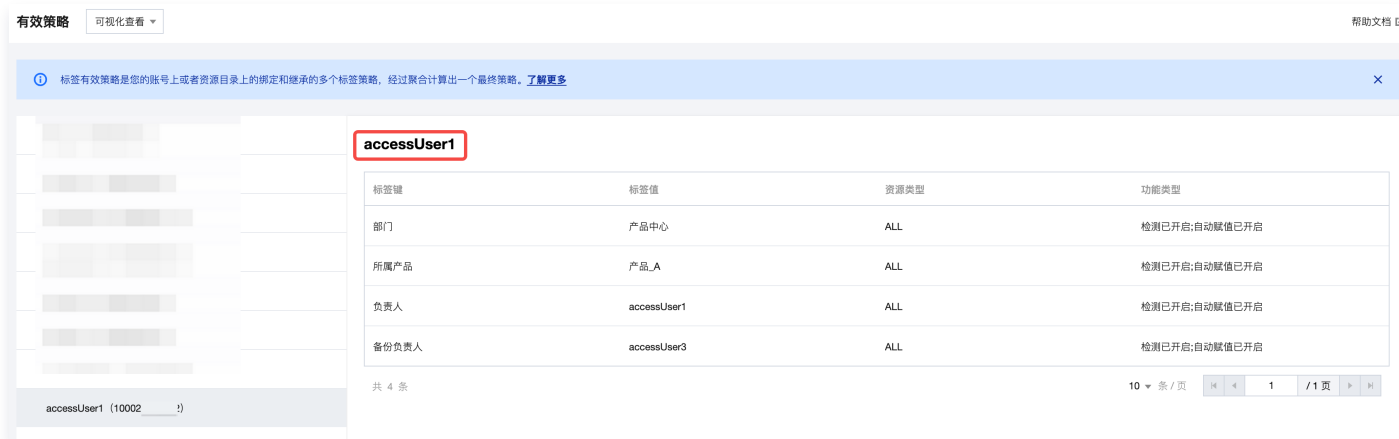 有效策略 可视化查看 帮助文档
标签有效策略是您的账号上或者资源目录上的绑定和继承的多个标签策略，经过聚合计算出一个最终策略。了解更多
accessUser1
标签键 标签值 资源类型 功能类型
部门 产品中心 ALL 检测已开启;自动赋值已开启
所属产品 产品_A ALL 检测已开启;自动赋值已开启
负责人 accessUser1 ALL 检测已开启;自动赋值已开启
备份负责人 accessUser3 ALL 检测已开启;自动赋值已开启
共 4 条 10 条 / 页 1 / 1 页
accessUser1（10002